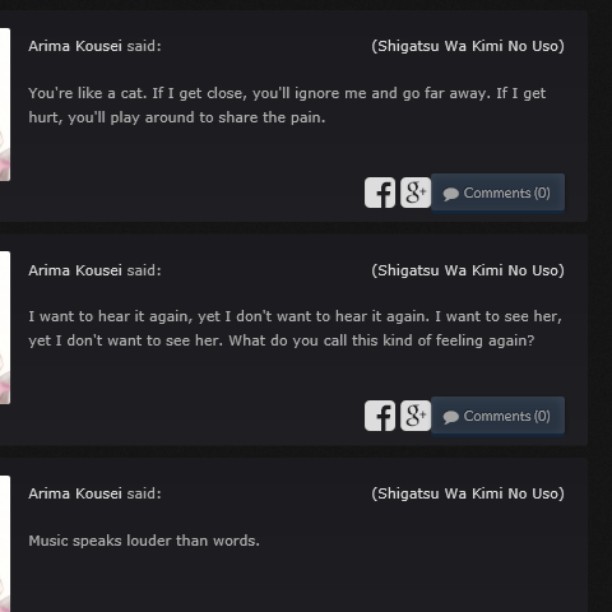 Arima Kousei said: (Shigatsu Wa Kimi No Uso)
You're like a cat. If I get close, you'll ignore me and go far away. If I get
hurt, you'll play around to share the pain.
f g+ Comments (0)
Arima Kousei said: (Shigatsu Wa Kimi No Uso)
I want to hear it again, yet I don't want to hear it again. I want to see her,
yet I don't want to see her. What do you call this kind of feeling again?
f g+ Comments (0)
Arima Kousei said: (Shigatsu Wa Kimi No Uso)
Music speaks louder than words.